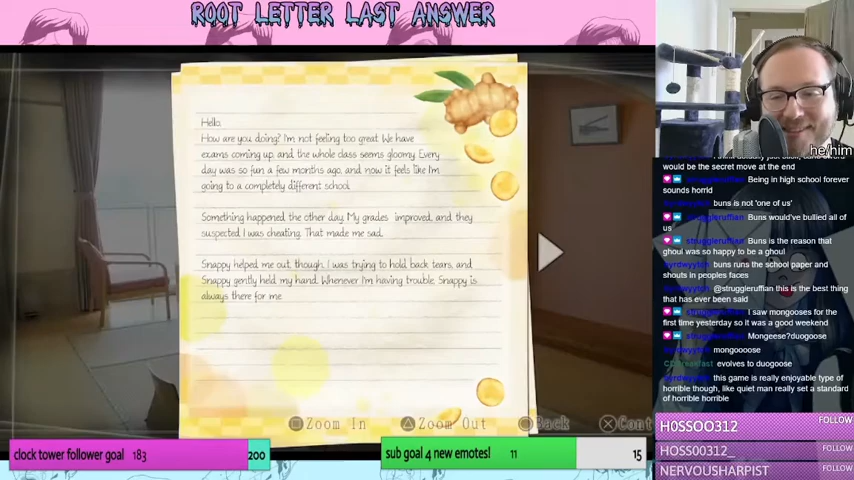 ROOT LETTER LAST ANSWER
Hello.
How are you doing? I'm not feeling too great. We have
exams coming up, and the whole class seems gloomy. Every
day was so fun a few months ago, and now it feels like I'm
going to a completely different school.
Something happened the other day. My grades improved, and they
suspected I was cheating. That made me sad.
Snappy helped me out, though. I was trying to hold back tears, and
Snappy gently held my hand. Whenever I'm having trouble, Snappy is
always there for me
Zoom In
Zoom Out
Back
Cont
clock tower follower goal 183
200
sub goal 4 new emotes! 11
15
he/him
would be the secret move at the end
struggleruffian Being in high school forever
sounds horrid
buns is not 'one of us'
struggleruffian Buns would've bullied all of
us
struggleruffian Buns is the reason that
ghoul was so happy to be a ghoul
buns runs the school paper and
shouts in peoples faces
@struggleruffian this is the best thing
that has ever been said
struggleruffian I saw mongooses for the
first time yesterday so it was a good weekend
struggleruffian Mongeese?duogoose
mongoooose
evolves to duogoose
this game is really enjoyable type of
horrible though, like quiet man really set a standard
of horrible horrible
H0SSOO312
FOLLOW
HOSS00312_
FOLLOW
NERVOUSHARPIST
FOLLOW